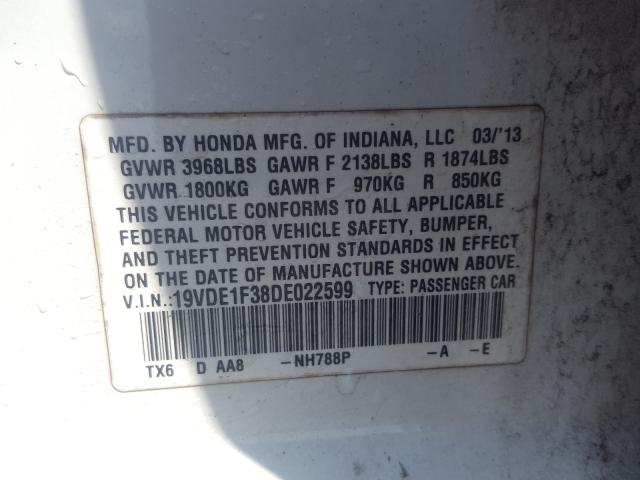 MFD. BY HONDA MFG. OF INDIANA, LLC 03/'13
GVWR 3968LBS GAWR F 2138LBS R 1874LBS
GVWR 1800KG GAWR F 970KG R 850KG
THIS VEHICLE CONFORMS TO ALL APPLICABLE
FEDERAL MOTOR VEHICLE SAFETY, BUMPER,
AND THEFT PREVENTION STANDARDS IN EFFECT
ON THE DATE OF MANUFACTURE SHOWN ABOVE.
V.I.N.:19VDE1F38DE022599 TYPE: PASSENGER CAR
TX6 D AA8 -NH788P -A -E